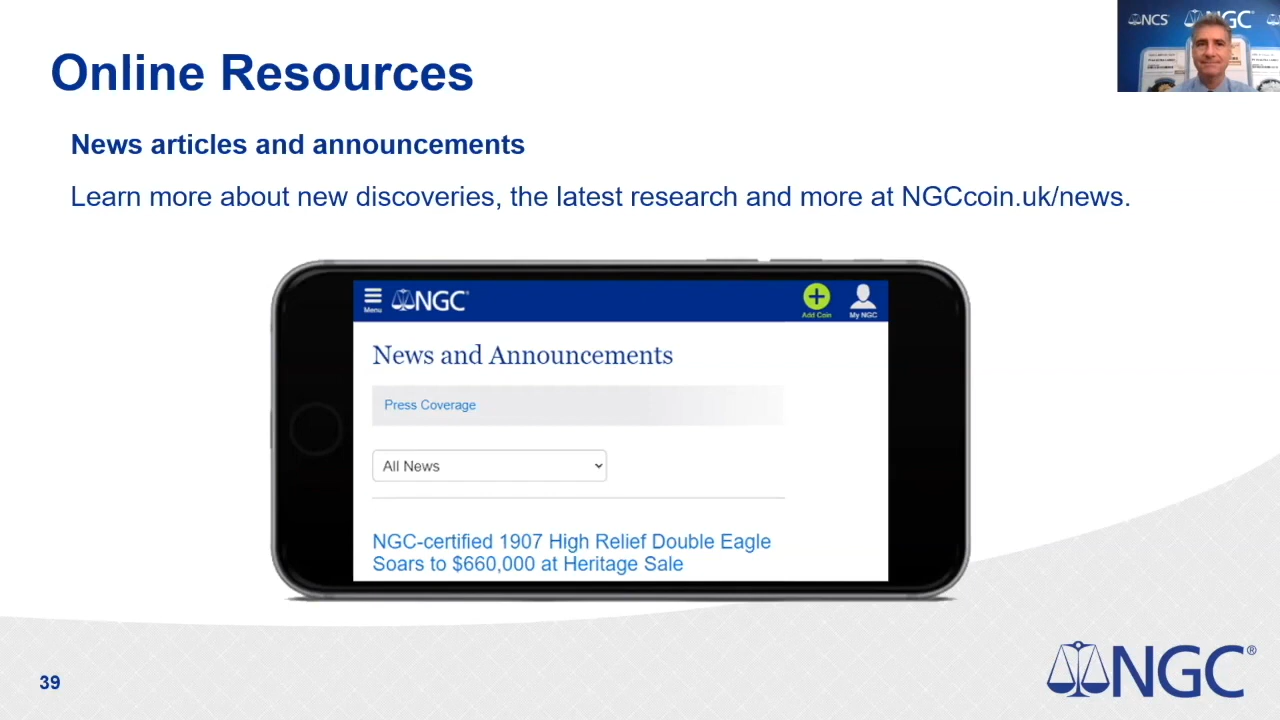 NCS
NGC
Online Resources
News articles and announcements
Learn more about new discoveries, the latest research and more at NGCcoin.uk/news.
Menu
NGC®
Add Coin
My NGC
News and Announcements
Press Coverage
All News
NGC-certified 1907 High Relief Double Eagle
Soars to $660,000 at Heritage Sale
39
NGC®